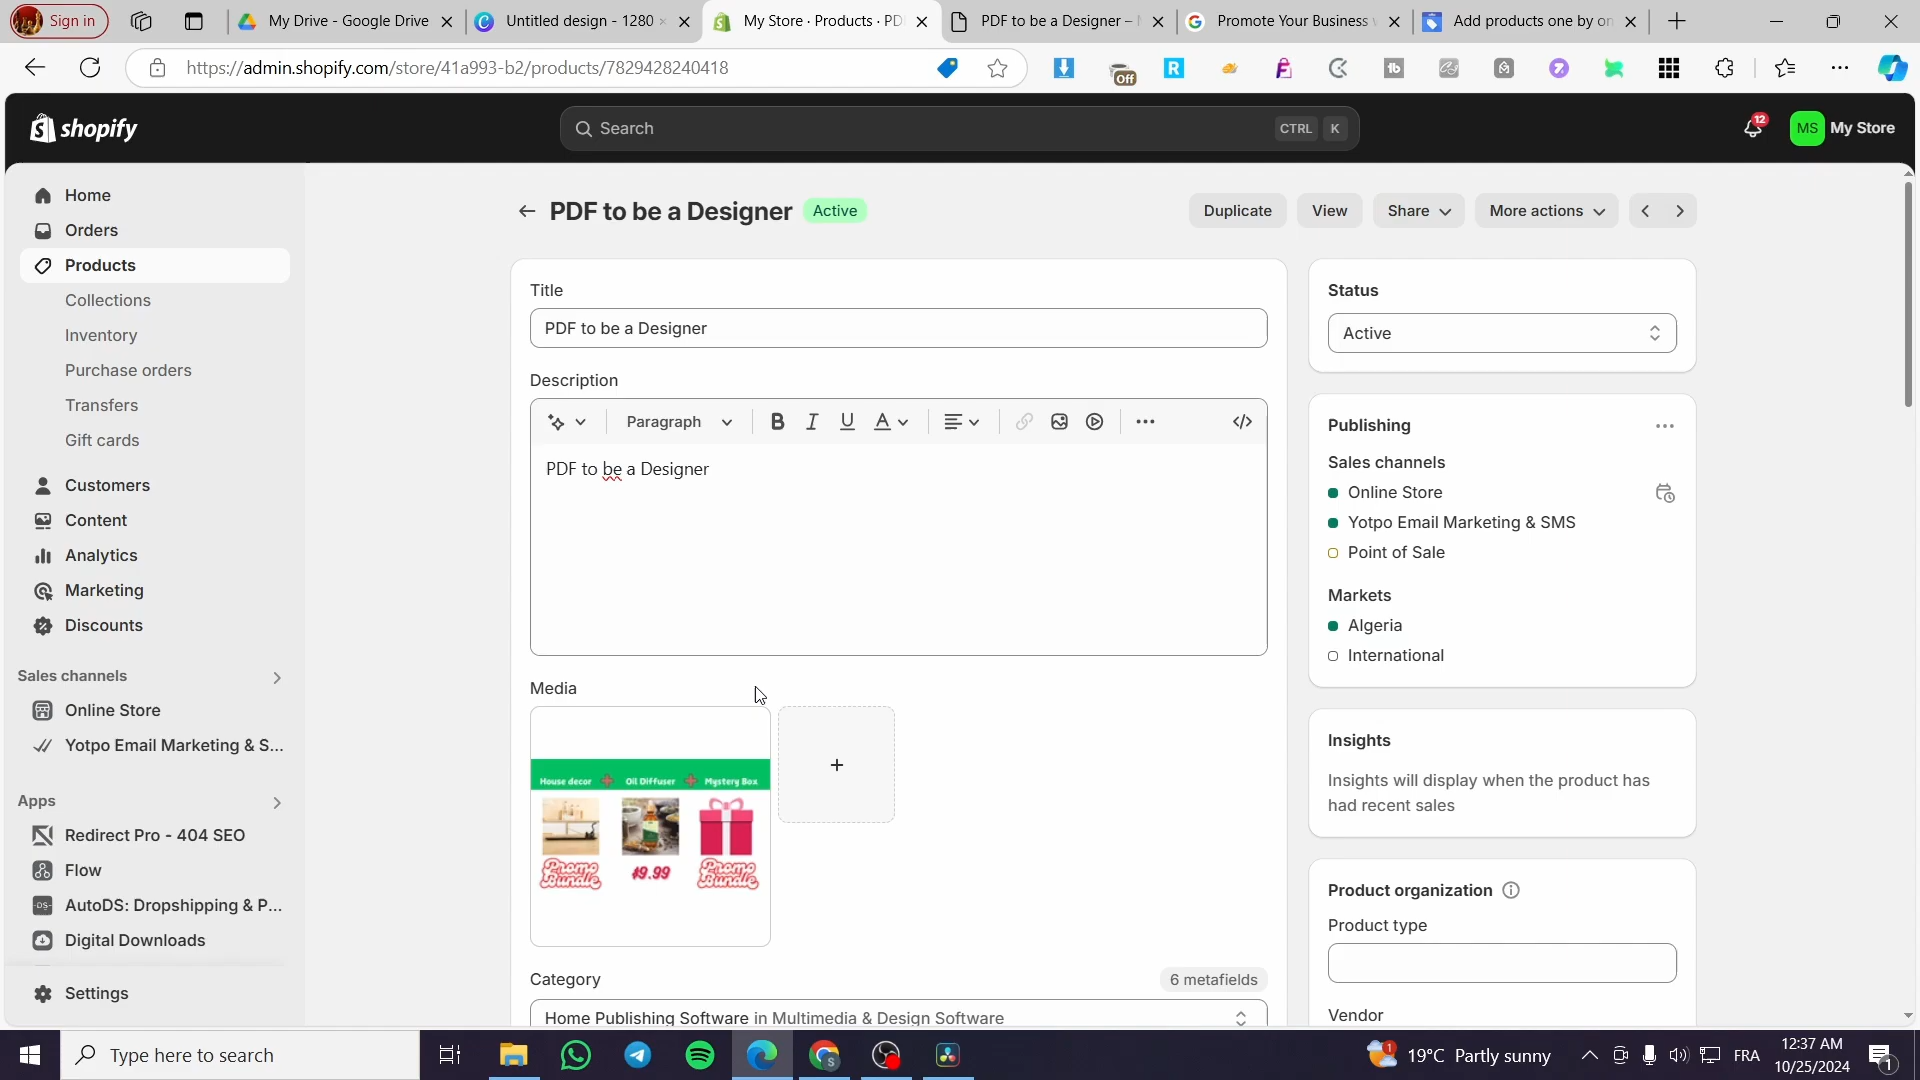 Sign in
My Drive - Google Drive
Untitled design - 1280
My Store · Products · PD
PDF to be a Designer –
Promote Your Business
Add products one by on
https://admin.shopify.com/store/41a993-b2/products/7829428240418
Off
shopify
Search
CTRL K
12
MS
My Store
Home
Orders
Products
Collections
Inventory
Purchase orders
Transfers
Gift cards
Customers
Content
Analytics
Marketing
Discounts
Sales channels
Online Store
Yotpo Email Marketing & S...
Apps
Redirect Pro - 404 SEO
Flow
AutoDS: Dropshipping & P...
Digital Downloads
Settings
PDF to be a Designer
Active
Duplicate
View
Share
More actions
Title
PDF to be a Designer
Description
Paragraph
PDF to be a Designer
Media
House decor
Oil Diffuser
Mystery Box
Promo Bundle
$9.99
Promo Bundle
Category
6 metafields
Home Publishing Software in Multimedia & Design Software
Status
Active
Publishing
Sales channels
Online Store
Yotpo Email Marketing & SMS
Point of Sale
Markets
Algeria
International
Insights
Insights will display when the product has
had recent sales
Product organization
Product type
Vendor
Type here to search
1
19°C Partly sunny
FRA
12:37 AM
10/25/2024
1